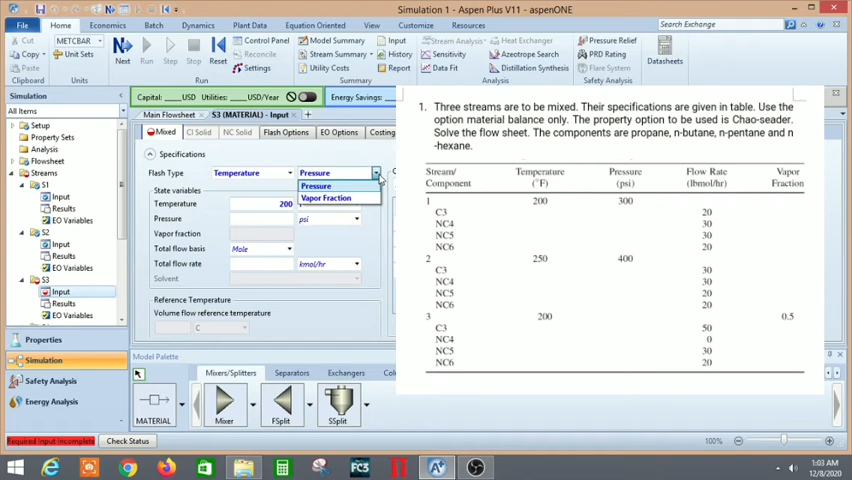 Simulation 1 - Aspen Plus V11 - aspenONE
File Home Economics Batch Dynamics Plant Data Equation Oriented View Customize Resources Search Exchange
Cut METCBAR Control Panel Model Summary Input Stream Analysis Heat Exchanger Pressure Relief
Copy Unit Sets Next Run Step Stop Reset Reconcile Stream Summary History Sensitivity Azeotrope Search PRD Rating Datasheets
Paste Settings Utility Costs Report Data Fit Distillation Synthesis
Clipboard Units Run Summary Analysis Safety Analysis
Simulation
All Items
Capital: USD Utilities: USD/Year Energy Savings:
Main Flowsheet S3 (MATERIAL) - Input
Setup
Property Sets
Analysis
Flowsheet
Streams
S1
Input
Results
EO Variables
S2
Input
Results
EO Variables
S3
Input
Results
EO Variables
Properties
Simulation
Safety Analysis
Energy Analysis
Mixed CI Solid NC Solid Flash Options EO Options Costing
Specifications
Flash Type Temperature Pressure
Pressure
Vapor Fraction
State variables
Temperature 200
Pressure psi
Vapor fraction
Total flow basis Mole
Total flow rate kmol/hr
Solvent
Reference Temperature
Volume flow reference temperature
C
1. Three streams are to be mixed. Their specifications are given in table. Use the
option material balance only. The property option to be used is Chao-seader.
Solve the flow sheet. The components are propane, n-butane, n-pentane and n
-hexane.
Stream/ Temperature Pressure Flow Rate Vapor
Component (°F) (psi) (lbmol/hr) Fraction
1 200 300
C3 20
NC4 30
NC5 30
NC6 20
2 250 400
C3 30
NC4 30
NC5 20
NC6 20
3 200 0.5
C3 50
NC4 0
NC5 30
NC6 20
Model Palette
Mixers/Splitters Separators Exchangers
MATERIAL Mixer FSplit SSplit
Required Input Incomplete Check Status 100%
FC3
1:03 AM
12/8/2020